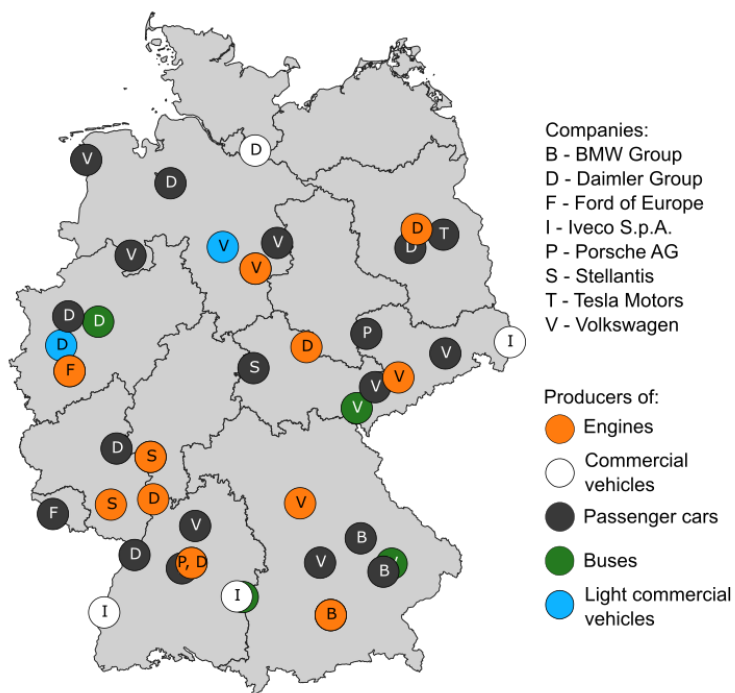 Companies:
B - BMW Group
D - Daimler Group
F - Ford of Europe
I - Iveco S.p.A.
P - Porsche AG
S - Stellantis
T - Tesla Motors
V - Volkswagen
Producers of:
Engines
Commercial
vehicles
Passenger cars
Buses
Light commercial
vehicles
D
V
D
D
T
D
V
V
V
V
D
D
P
I
D
D
V
F
S
V
V
V
D
S
S
D
V
F
V
B
D
P, D
V
B
I
I
B